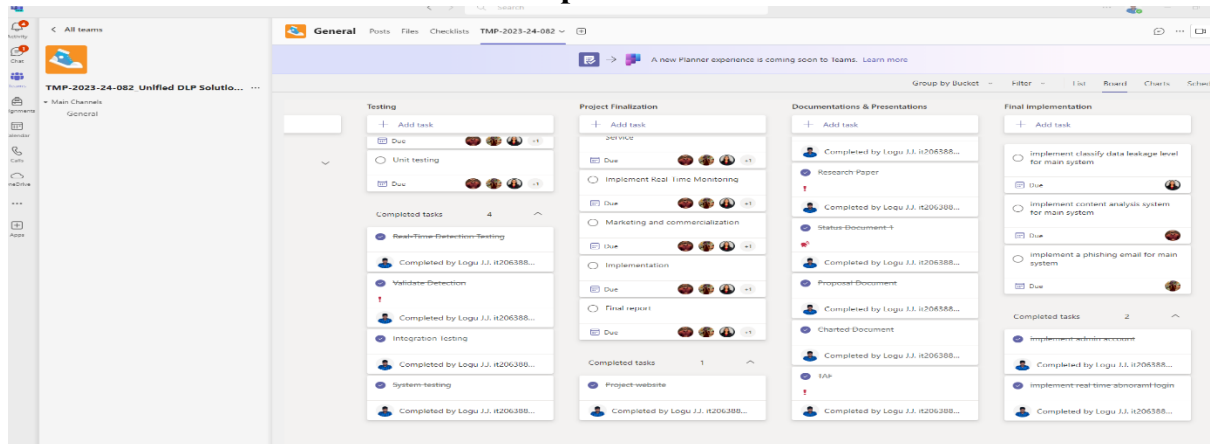 Search
Activity
Chat
Calls
Apps
All teams
TMP-2023-24-082_Unified DLP Solutio... ...
Main Channels
General
General Posts Files Checklists TMP-2023-24-082
A new Planner experience is coming soon to Teams. Learn more
Group by Bucket Filter List Board Charts Sched
Testing
Add task
Due +1
Unit testing
Due +1
Completed tasks 4
Real-Time Detection Testing
Completed by Logu J.J. it206388...
Validate Detection
Completed by Logu J.J. it206388...
Integration Testing
Completed by Logu J.J. it206388...
System testing
Completed by Logu J.J. it206388...
Project Finalization
Add task
Service
Due +1
Implement Real Time Monitoring
Due +1
Marketing and commercialization
Due +1
Implementation
Due +1
Final report
Due +1
Completed tasks 1
Project website
Completed by Logu J.J. it206388...
Documentations & Presentations
Add task
Completed by Logu J.J. it206388...
Research Paper
Completed by Logu J.J. it206388...
Status Document 1
Completed by Logu J.J. it206388...
Proposal Document
Completed by Logu J.J. it206388...
Charted Document
Completed by Logu J.J. it206388...
TAF
Completed by Logu J.J. it206388...
Final implementation
Add task
implement classify data leakage level
for main system
Due
implement content analysis system
for main system
Due
implement a phishing email for main
system
Due
Completed tasks 2
implement admin account
Completed by Logu J.J. it206388...
implement real time abnoraml login
Completed by Logu J.J. it206388...